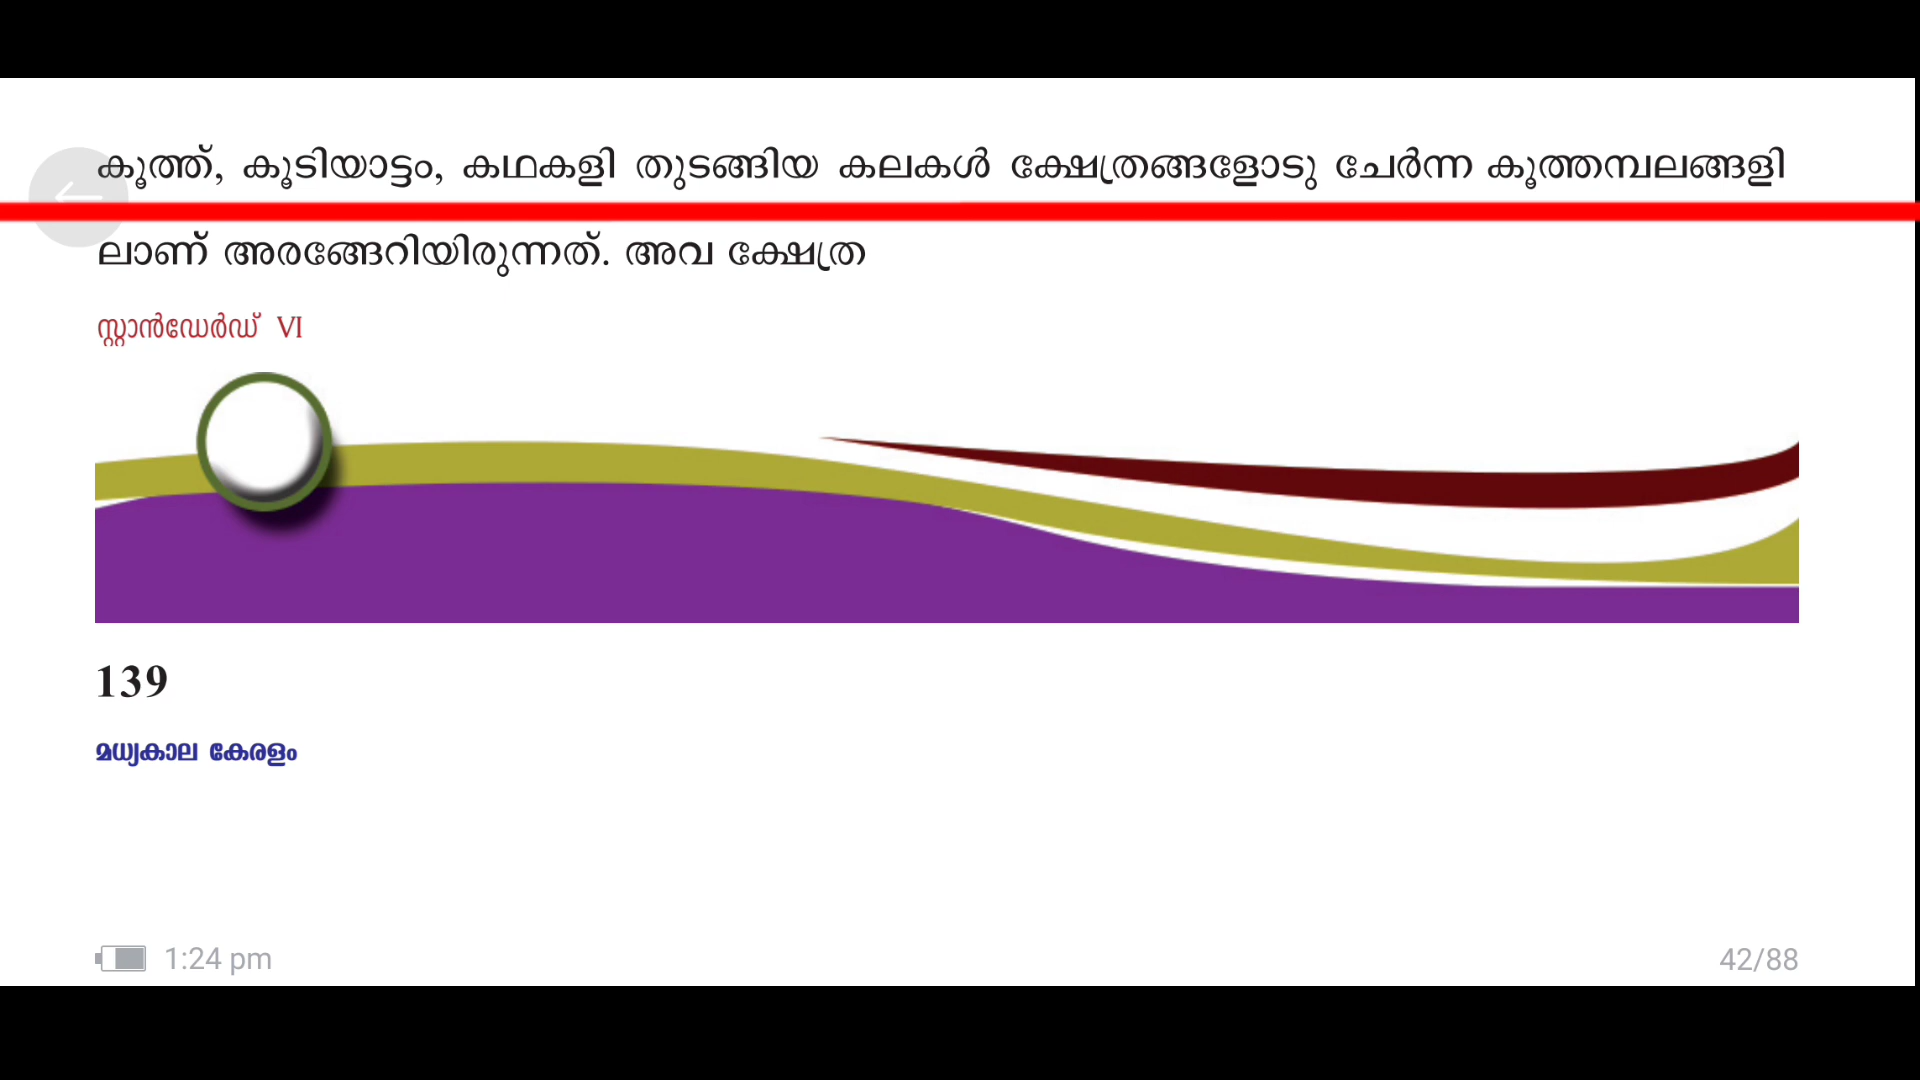 കൂത്ത്, കൂടിയാട്ടം, കഥകളി തുടങ്ങിയ കലകൾ ക്ഷേത്രങ്ങളോടു ചേർന്ന കൂത്തമ്പലങ്ങളി
ലാണ് അരങ്ങേറിയിരുന്നത്. അവ ക്ഷേത്ര
സ്റ്റാൻഡേർഡ് VI
139
മധ്യകാല കേരളം
1:24 pm
42/88